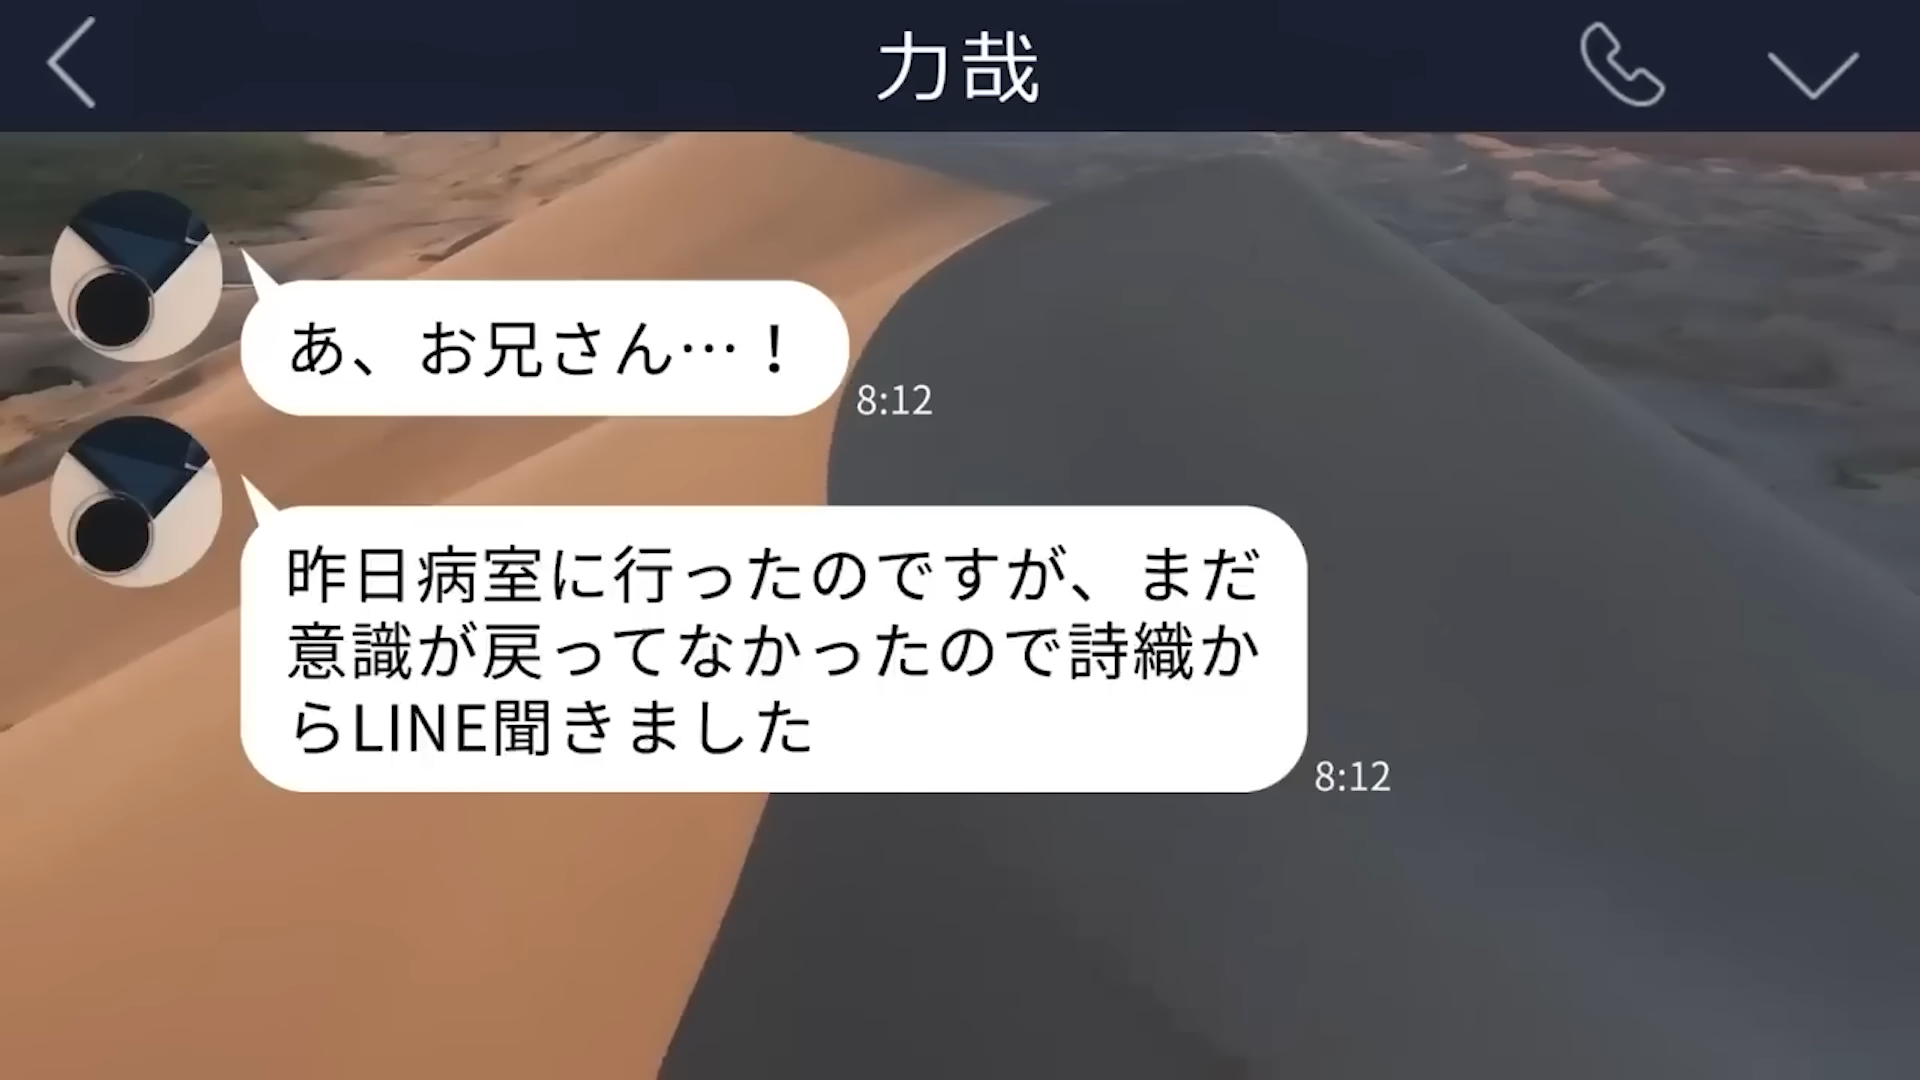 力哉
あ、お兄さん…！
8:12
昨日病室に行ったのですが、まだ
意識が戻ってなかったので詩織か
らLINE聞きました
8:12